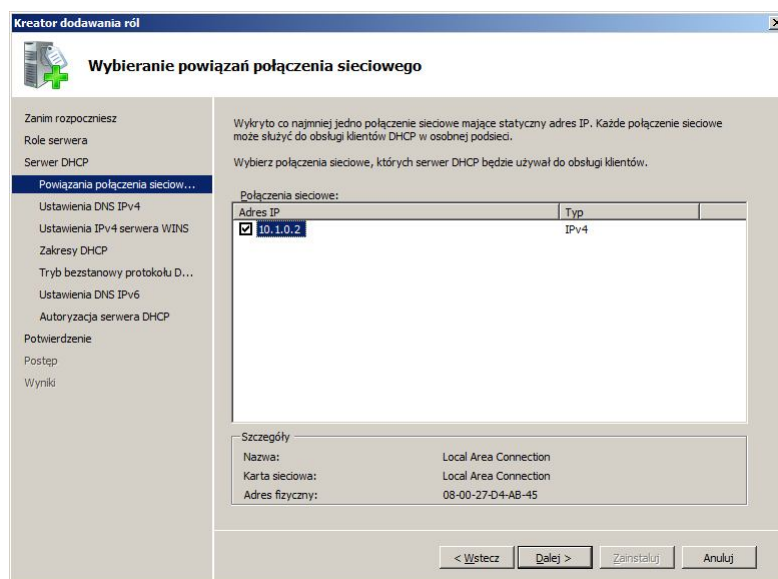 Kreator dodawania ról
Wybieranie powiązań połączenia sieciowego
Zanim rozpoczniesz
Role serwera
Serwer DHCP
Powiązania połączenia sieciow...
Ustawienia DNS IPv4
Ustawienia IPv4 serwera WINS
Zakresy DHCP
Tryb bezstanowy protokołu D...
Ustawienia DNS IPv6
Autoryzacja serwera DHCP
Potwierdzenie
Postęp
Wyniki
Wykryto co najmniej jedno połączenie sieciowe mające statyczny adres IP. Każde połączenie sieciowe
może służyć do obsługi klientów DHCP w osobnej podsieci.
Wybierz połączenia sieciowe, których serwer DHCP będzie używał do obsługi klientów.
Połączenia sieciowe:
Adres IP Typ
10.1.0.2 IPv4
Szczegóły
Nazwa: Local Area Connection
Karta sieciowa: Local Area Connection
Adres fizyczny: 08-00-27-D4-AB-45
< Wstecz Dalej > Zainstaluj Anuluj